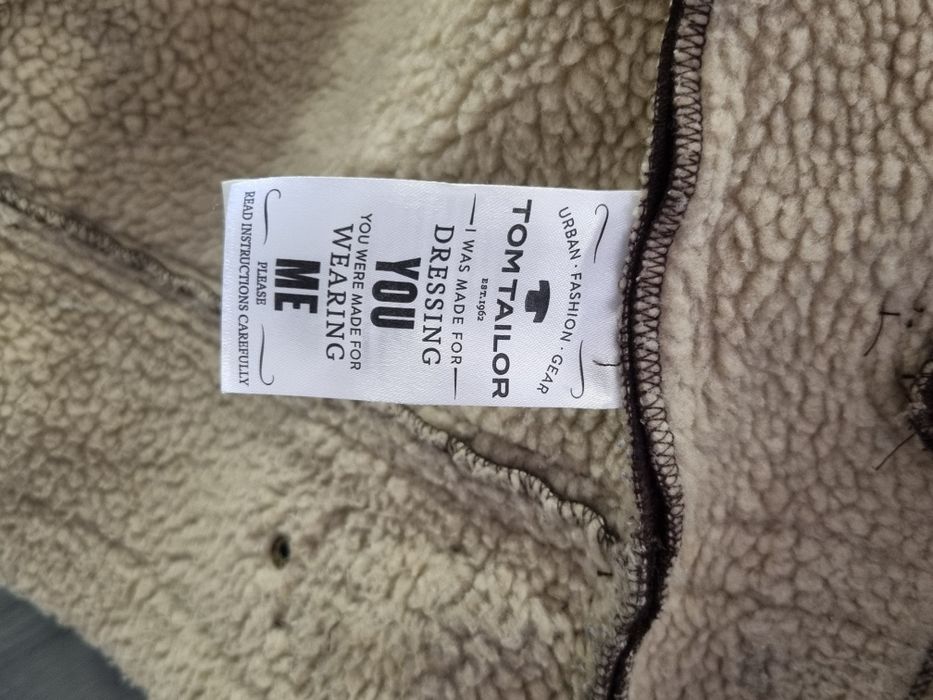 URBAN · FASHION · GEAR
TOM TAILOR
EST.1962
I WAS MADE FOR
DRESSING
YOU
YOU WERE MADE FOR
WEARING
ME
PLEASE
READ INSTRUCTIONS CAREFULLY